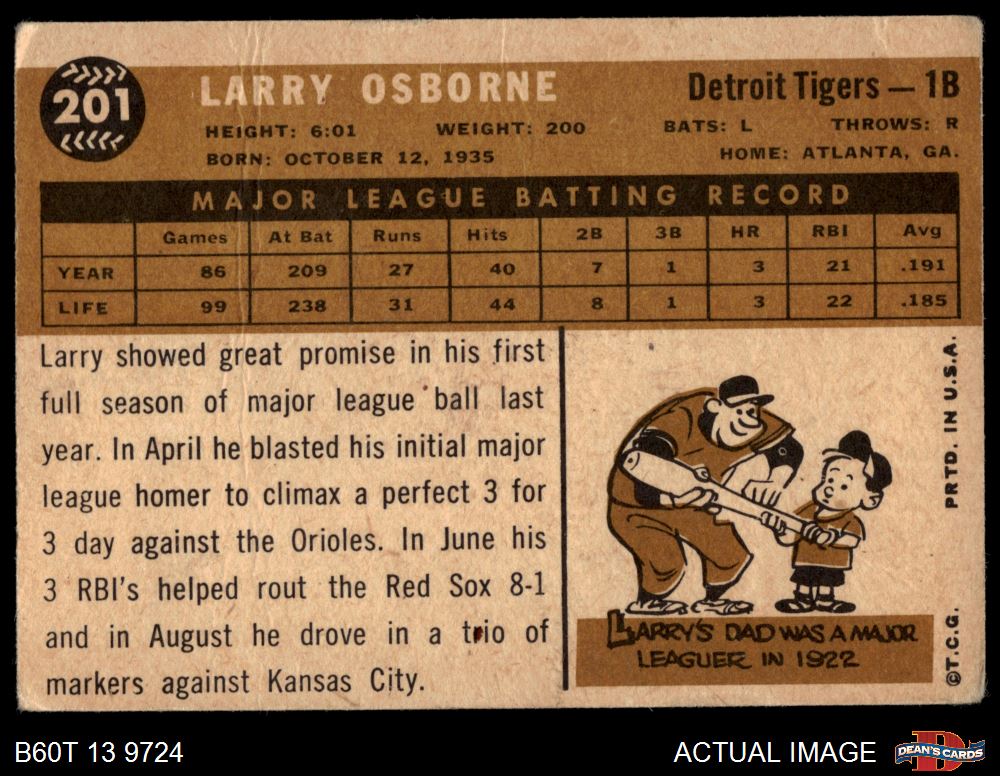 201
LARRY OSBORNE
Detroit Tigers — 1B
HEIGHT: 6:01 WEIGHT: 200 BATS: L THROWS: R
BORN: OCTOBER 12, 1935 HOME: ATLANTA, GA.
MAJOR LEAGUE BATTING RECORD
Games At Bat Runs Hits 2B 3B HR RBI Avg
YEAR 86 209 27 40 7 1 3 21 .191
LIFE 99 238 31 44 8 1 3 22 .185
Larry showed great promise in his first
full season of major league ball last
year. In April he blasted his initial major
league homer to climax a perfect 3 for
3 day against the Orioles. In June his
3 RBI's helped rout the Red Sox 8-1
and in August he drove in a trio of
markers against Kansas City.
LARRY'S DAD WAS A MAJOR
LEAGUER IN 1922
©T.C.G. PRTD. IN U.S.A.
B60T 13 9724
ACTUAL IMAGE
DEAN'S CARDS